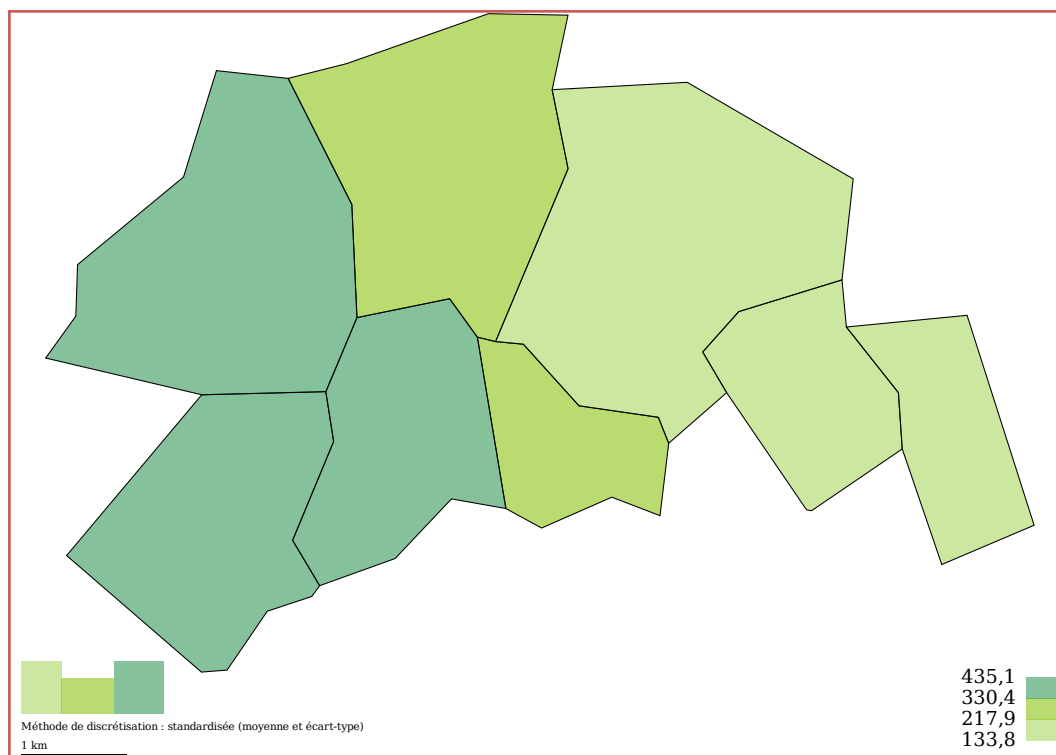 435,1
330,4
217,9
133,8
Méthode de discrétisation : standardisée (moyenne et écart-type)
1 km